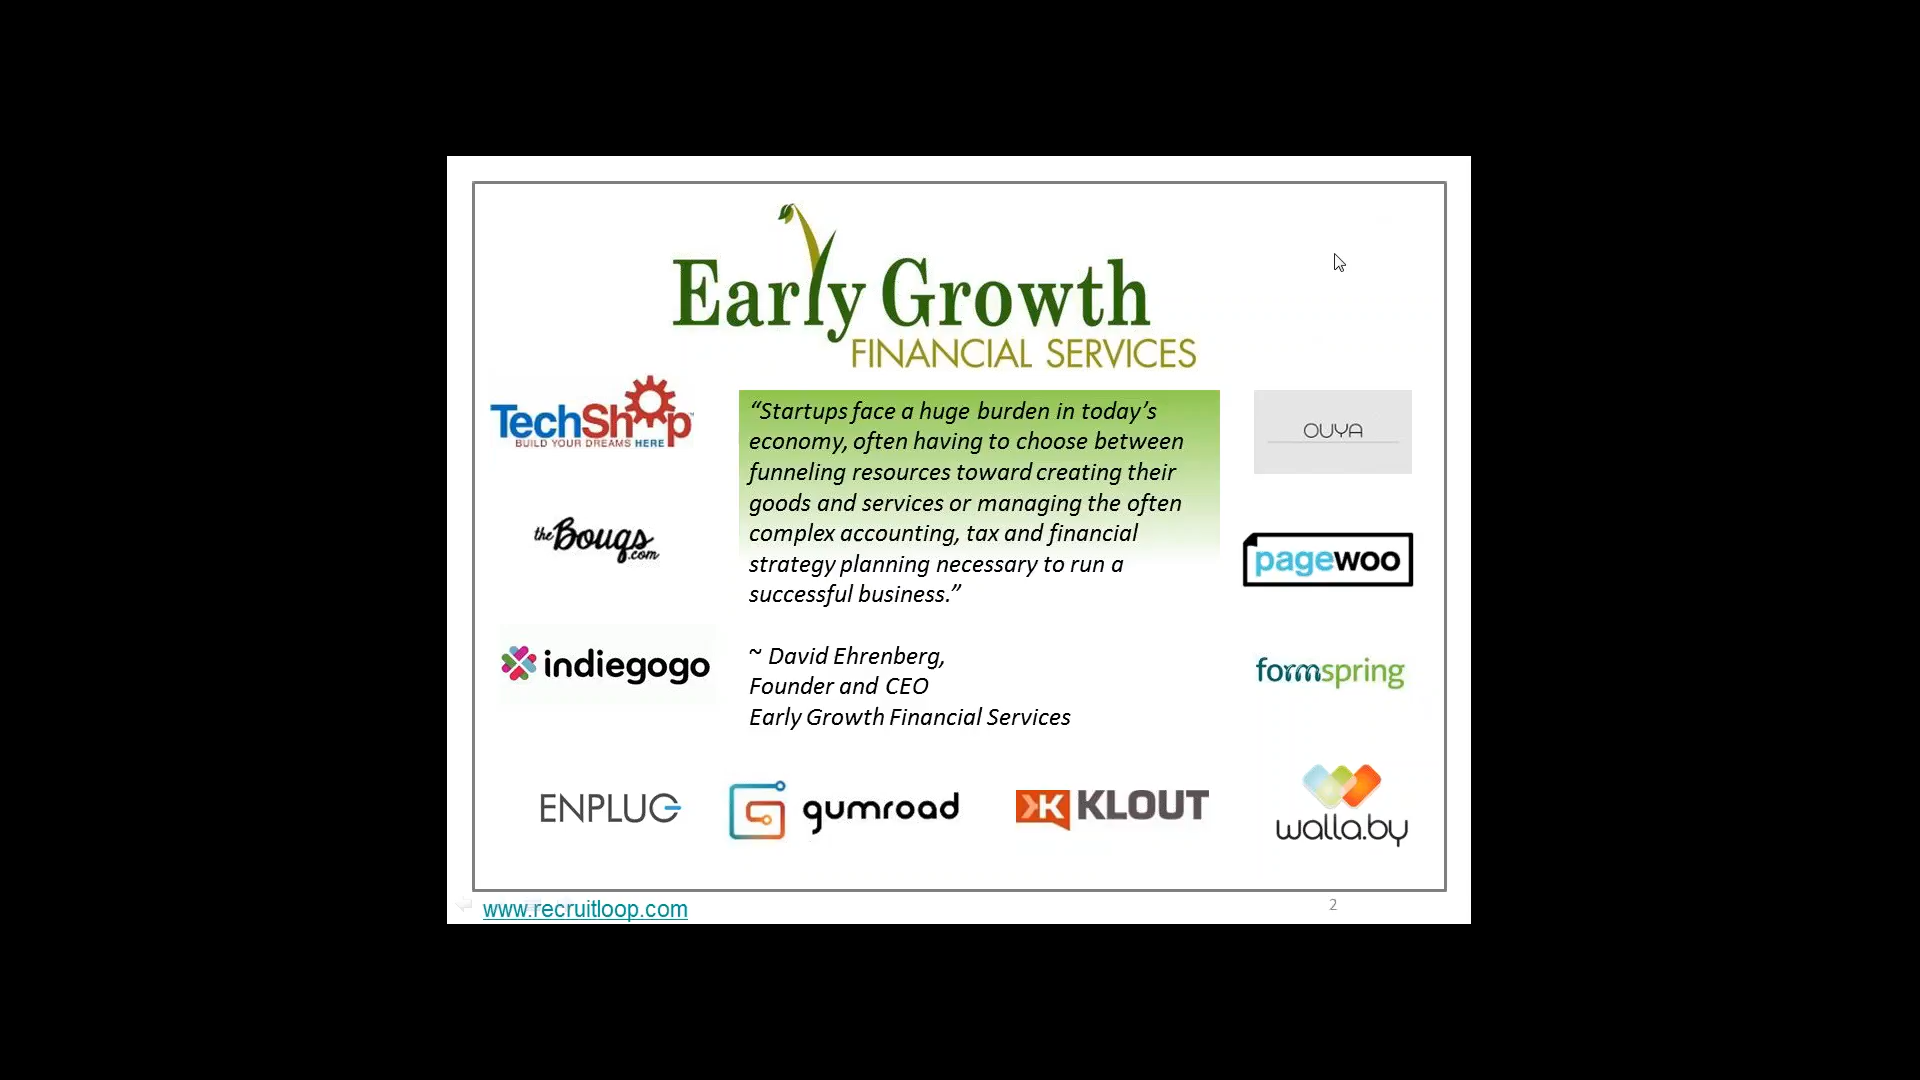 Early Growth
FINANCIAL SERVICES
TechShop
BUILD YOUR DREAMS HERE
theBouqs
.com
indiegogo
“Startups face a huge burden in today’s
economy, often having to choose between
funneling resources toward creating their
goods and services or managing the often
complex accounting, tax and financial
strategy planning necessary to run a
successful business.”
~ David Ehrenberg,
Founder and CEO
Early Growth Financial Services
OUYA
pagewoo
formspring
ENPLUG
gumroad
KLOUT
walla.by
www.recruitloop.com
2